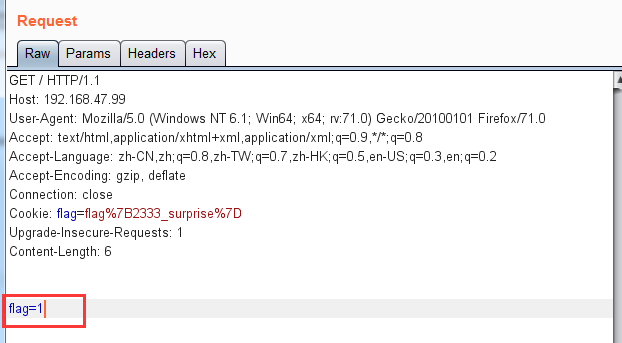 Request
Raw Params Headers Hex
GET / HTTP/1.1
Host: 192.168.47.99
User-Agent: Mozilla/5.0 (Windows NT 6.1; Win64; x64; rv:71.0) Gecko/20100101 Firefox/71.0
Accept: text/html,application/xhtml+xml,application/xml;q=0.9,*/*;q=0.8
Accept-Language: zh-CN,zh;q=0.8,zh-TW;q=0.7,zh-HK;q=0.5,en-US;q=0.3,en;q=0.2
Accept-Encoding: gzip, deflate
Connection: close
Cookie: flag=flag%7B2333_surprise%7D
Upgrade-Insecure-Requests: 1
Content-Length: 6
flag=1